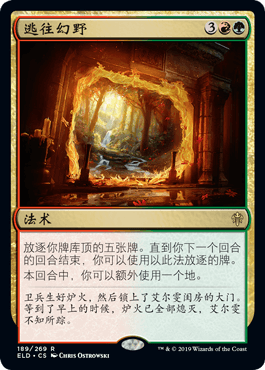 逃往幻野 3
法术
放逐你牌库顶的五张牌。直到你下一个回合
的回合结束，你可以使用以此法放逐的牌。
本回合中，你可以额外使用一个地。
卫兵生好炉火，然后锁上了艾尔雯闺房的大门。
等到了早上的时候，炉火已全部熄灭，艾尔雯
不知所踪。
189/269 R
ELD • CS CHRIS OSTROWSKI
™ & © 2019 Wizards of the Coast